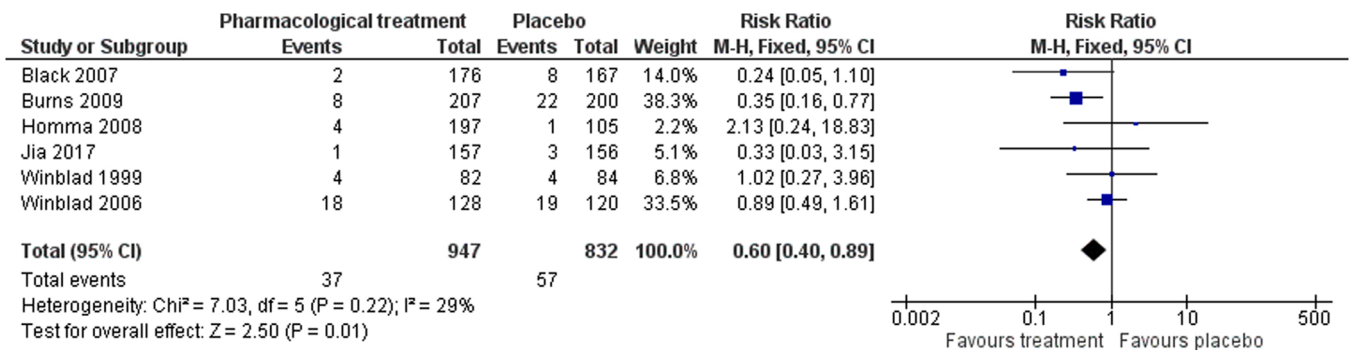 Pharmacological treatment Placebo Risk Ratio Risk Ratio
Study or Subgroup Events Total Events Total Weight M-H, Fixed, 95% CI M-H, Fixed, 95% CI
Black 2007 2 176 8 167 14.0% 0.24 [0.05, 1.10]
Burns 2009 8 207 22 200 38.3% 0.35 [0.16, 0.77]
Homma 2008 4 197 1 105 2.2% 2.13 [0.24, 18.83]
Jia 2017 1 157 3 156 5.1% 0.33 [0.03, 3.15]
Winblad 1999 4 82 4 84 6.8% 1.02 [0.27, 3.96]
Winblad 2006 18 128 19 120 33.5% 0.89 [0.49, 1.61]
Total (95% CI) 947 832 100.0% 0.60 [0.40, 0.89]
Total events 37 57
Heterogeneity: Chi² = 7.03, df = 5 (P = 0.22); I² = 29%
Test for overall effect: Z = 2.50 (P = 0.01)
0.002 0.1 1 10 500
Favours treatment Favours placebo